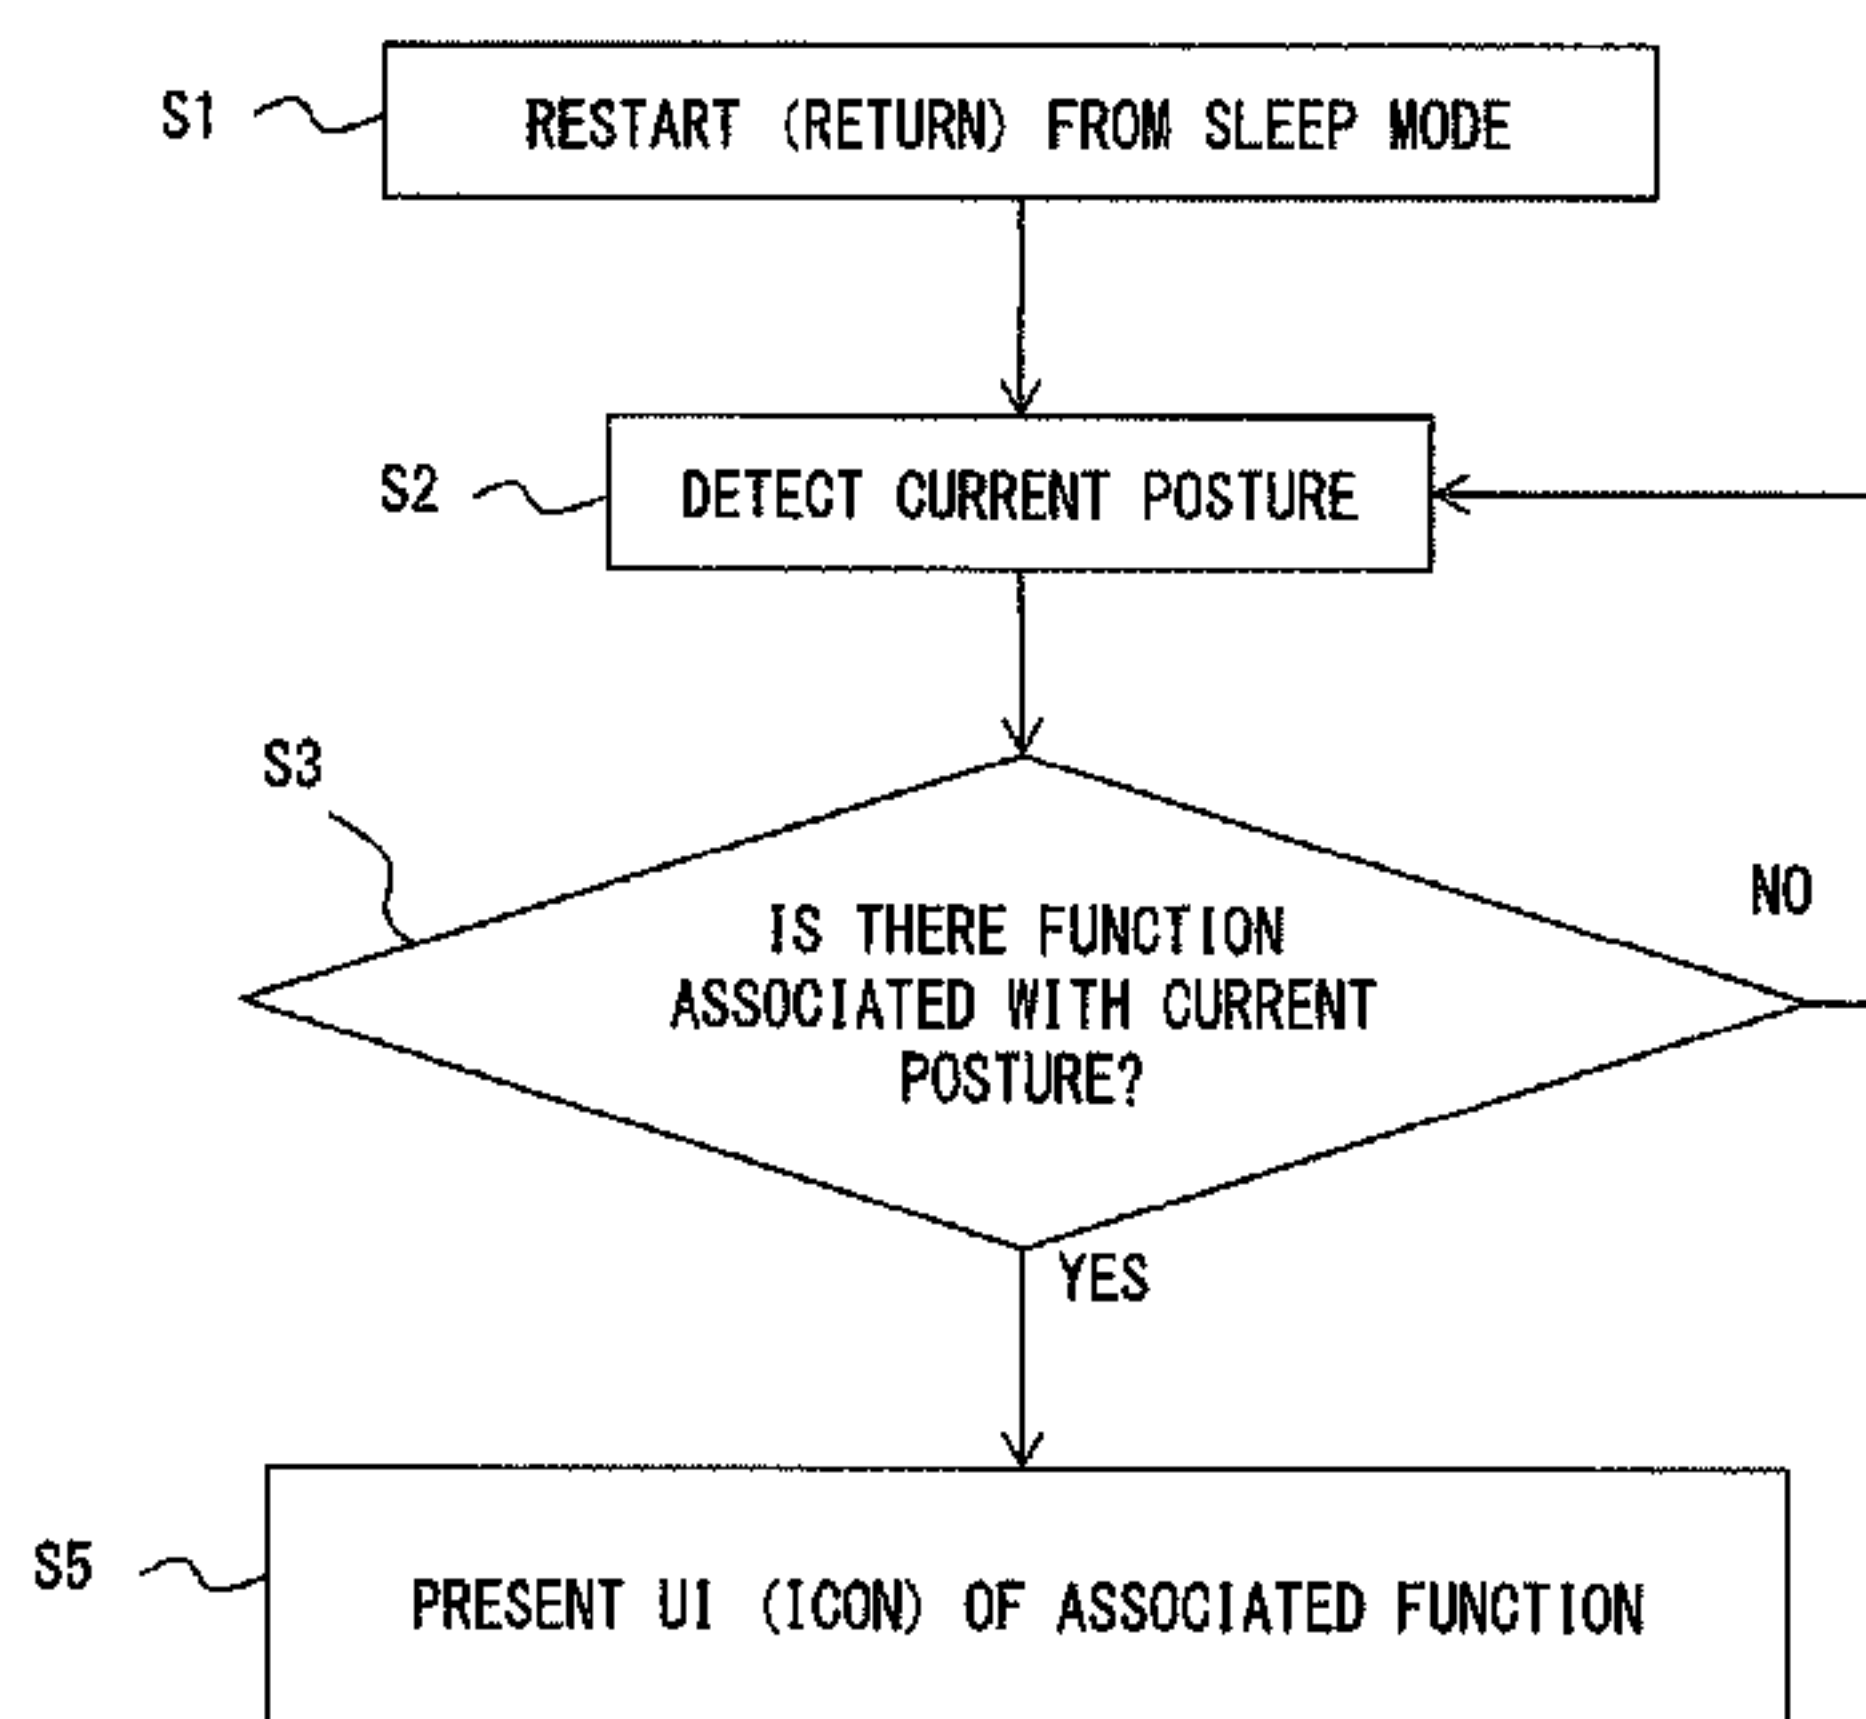 S1
RESTART (RETURN) FROM SLEEP MODE
S2
DETECT CURRENT POSTURE
S3
NO
IS THERE FUNCTION
ASSOCIATED WITH CURRENT
POSTURE?
YES
S5
PRESENT UI (ICON) OF ASSOCIATED FUNCTION